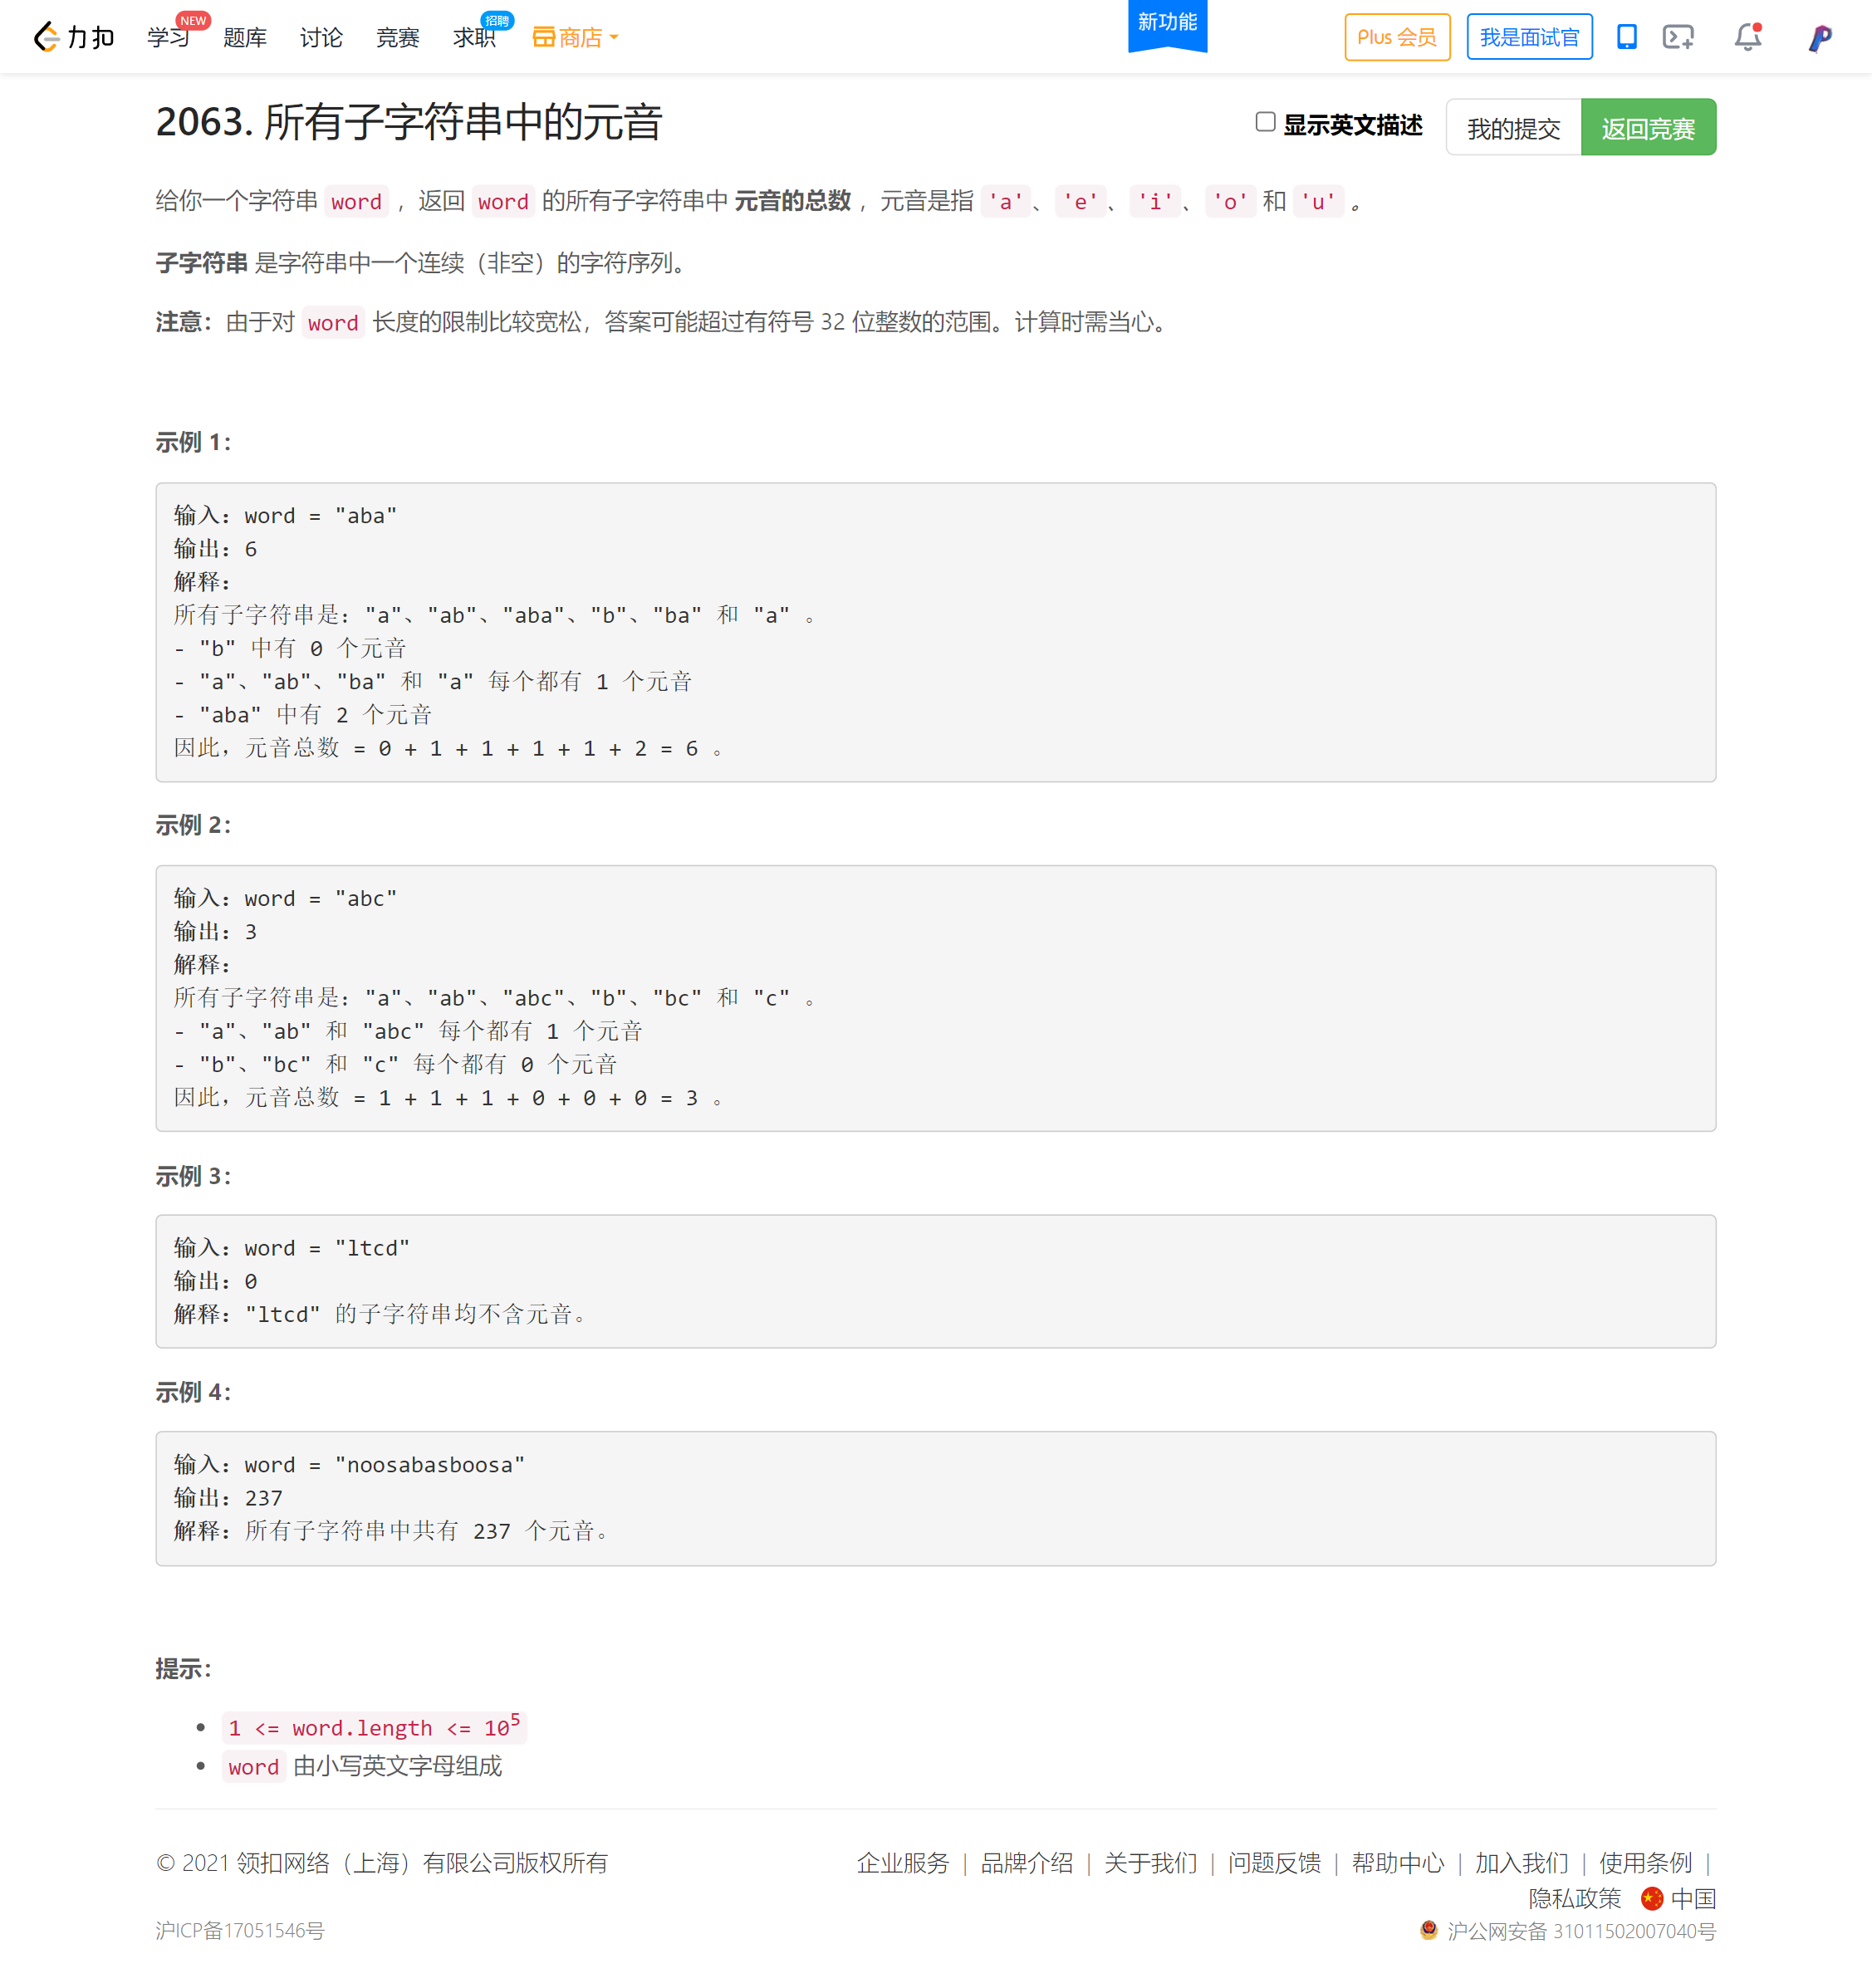 力扣 学习 NEW 题库 讨论 竞赛 求职 招聘 商店 新功能 Plus 会员 我是面试官
2063. 所有子字符串中的元音 显示英文描述 我的提交 返回竞赛
给你一个字符串 word ，返回 word 的所有子字符串中 元音的总数 ，元音是指 'a'、'e'、'i'、'o' 和 'u' 。
子字符串 是字符串中一个连续（非空）的字符序列。
注意：由于对 word 长度的限制比较宽松，答案可能超过有符号 32 位整数的范围。计算时需当心。
示例 1：
输入：word = "aba"
输出：6
解释：
所有子字符串是："a"、"ab"、"aba"、"b"、"ba" 和 "a" 。
- "b" 中有 0 个元音
- "a"、"ab"、"ba" 和 "a" 每个都有 1 个元音
- "aba" 中有 2 个元音
因此，元音总数 = 0 + 1 + 1 + 1 + 1 + 2 = 6 。
示例 2：
输入：word = "abc"
输出：3
解释：
所有子字符串是："a"、"ab"、"abc"、"b"、"bc" 和 "c" 。
- "a"、"ab" 和 "abc" 每个都有 1 个元音
- "b"、"bc" 和 "c" 每个都有 0 个元音
因此，元音总数 = 1 + 1 + 1 + 0 + 0 + 0 = 3 。
示例 3：
输入：word = "ltcd"
输出：0
解释："ltcd" 的子字符串均不含元音。
示例 4：
输入：word = "noosabasboosa"
输出：237
解释：所有子字符串中共有 237 个元音。
提示：
• 1 <= word.length <= 10⁵
• word 由小写英文字母组成
© 2021 领扣网络（上海）有限公司版权所有 企业服务 | 品牌介绍 | 关于我们 | 问题反馈 | 帮助中心 | 加入我们 | 使用条例 |
隐私政策 中国
沪ICP备17051546号 沪公网安备 31011502007040号